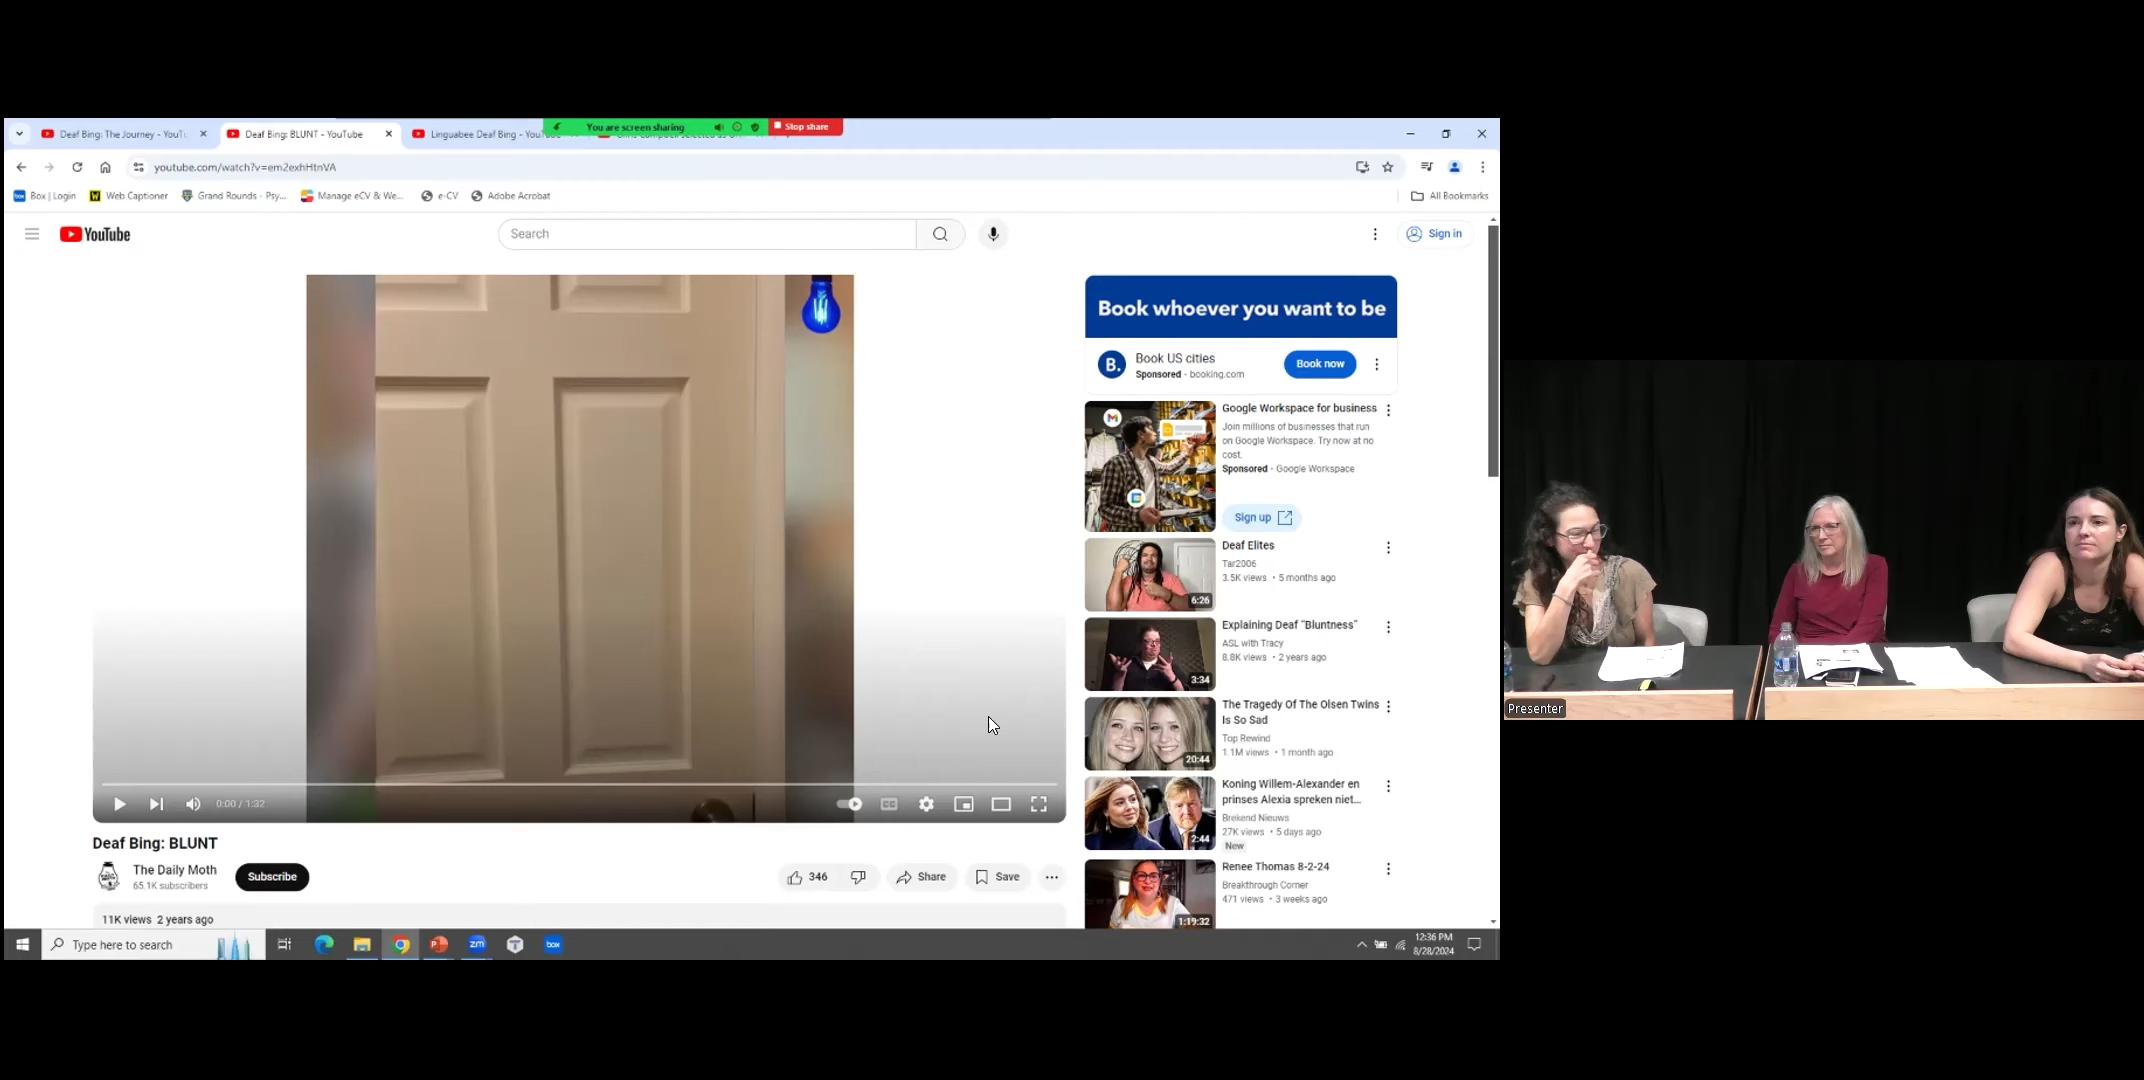 Deaf Bing: The Journey - YouTu
Deaf Bing: BLUNT - YouTube
Linguabee Deaf Bing - YouTu
You are screen sharing
Stop share
youtube.com/watch?v=em2exhHtnVA
Box | Login
Web Captioner
Grand Rounds - Psy...
Manage eCV & We...
e-CV
Adobe Acrobat
All Bookmarks
YouTube
Search
Sign in
Book whoever you want to be
B.
Book US cities
Sponsored · booking.com
Book now
Google Workspace for business
Join millions of businesses that run
on Google Workspace. Try now at no
cost.
Sponsored · Google Workspace
Sign up
Deaf Elites
Tar2006
3.5K views • 5 months ago
6:26
Explaining Deaf “Bluntness”
ASL with Tracy
8.8K views • 2 years ago
3:34
The Tragedy Of The Olsen Twins
Is So Sad
Top Rewind
1.1M views • 1 month ago
20:44
Koning Willem-Alexander en
prinses Alexia spreken niet...
Brekend Nieuws
27K views • 5 days ago
New
2:44
Renee Thomas 8-2-24
Breakthrough Corner
471 views • 3 weeks ago
1:19:32
0:00 / 1:32
CC
Deaf Bing: BLUNT
The Daily Moth
65.1K subscribers
Subscribe
346
Share
Save
11K views 2 years ago
Type here to search
zm
box
12:36 PM
8/28/2024
Presenter